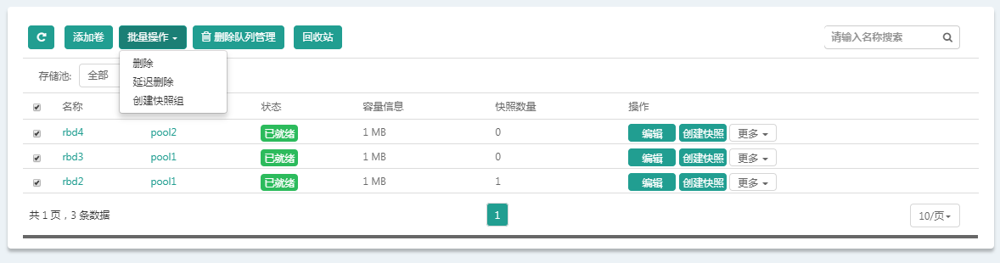 添加卷 批量操作 删除队列管理 回收站 请输入名称搜索
删除
存储池: 全部
延迟删除
创建快照组
名称 状态 容量信息 快照数量 操作
rbd4 pool2 已就绪 1 MB 0 编辑 创建快照 更多
rbd3 pool1 已就绪 1 MB 0 编辑 创建快照 更多
rbd2 pool1 已就绪 1 MB 1 编辑 创建快照 更多
共 1 页，3 条数据 1 10/页